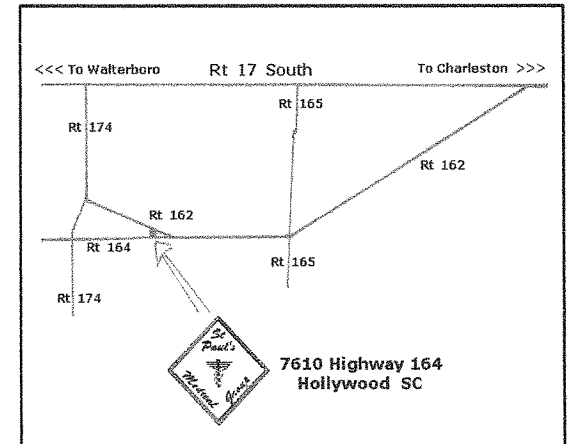 <<< To Walterboro Rt 17 South To Charleston >>>
Rt 165
Rt 174
Rt 162
Rt 162
Rt 164
Rt 165
Rt 174
St
Paul's
Medical Group
7610 Highway 164
Hollywood SC